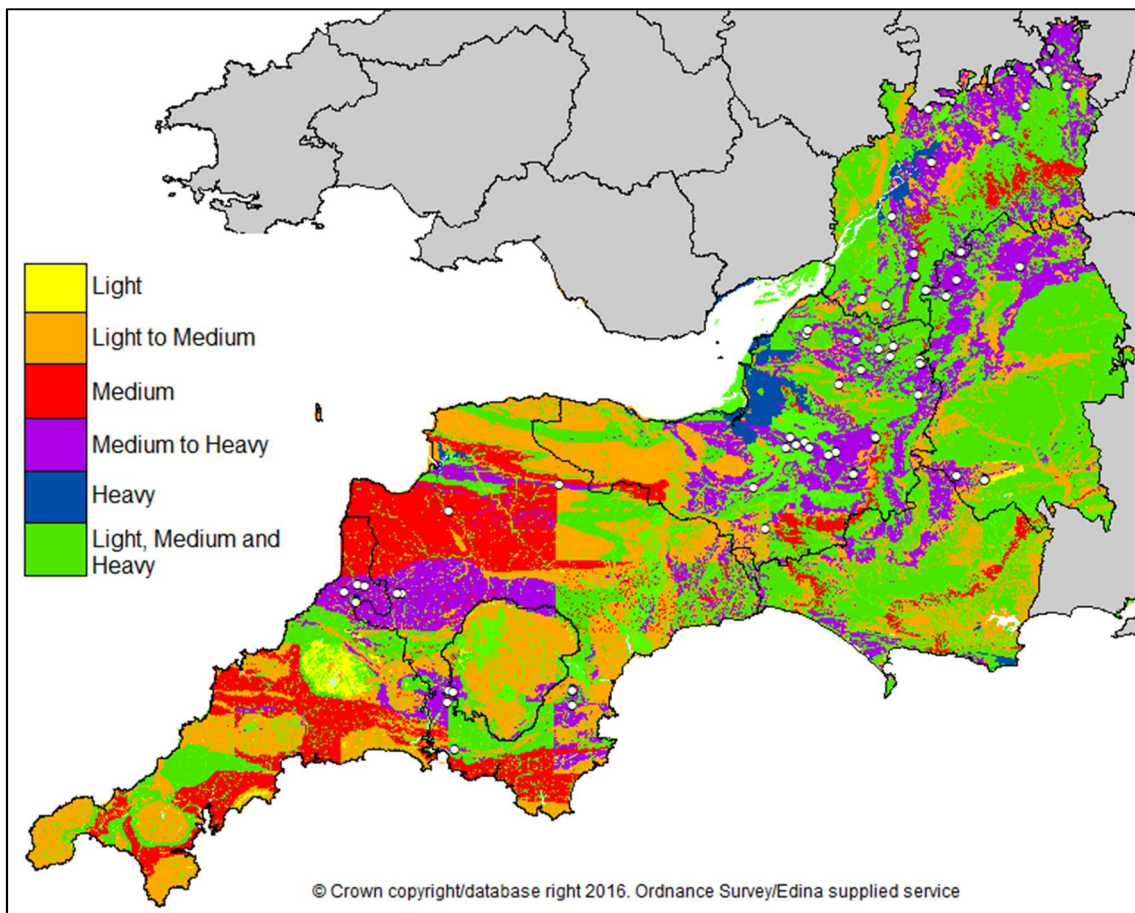 Light
Light to Medium
Medium
Medium to Heavy
Heavy
Light, Medium and
Heavy
© Crown copyright/database right 2016. Ordnance Survey/Edina supplied service